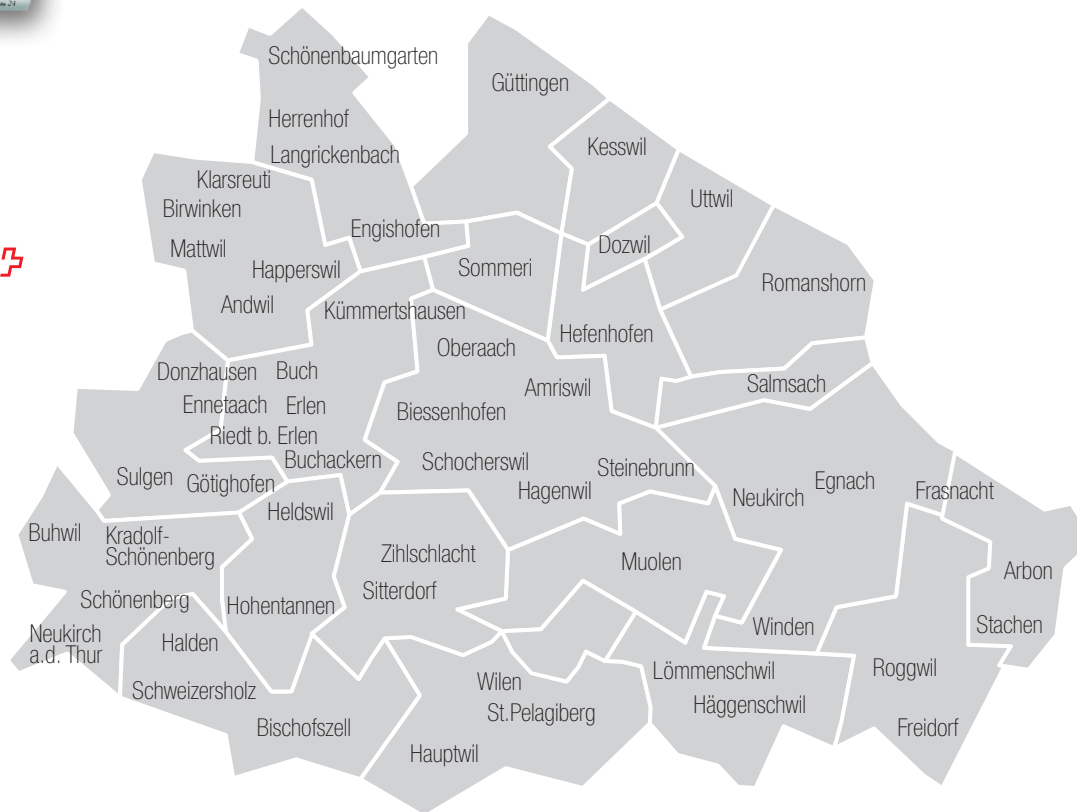 Schönenbaumgarten
Güttingen
Herrenhof
Kesswil
Langrickenbach
Klarsreuti
Uttwil
Birwinken
Engishofen
Dozwil
Mattwil
Happerswil
Sommeri
Romanshorn
Andwil
Kümmertshausen
Hefenhofen
Oberaach
Donzhausen
Buch
Salmsach
Amriswil
Ennetaach
Erlen
Biessenhofen
Riedt b. Erlen
Buchackern
Schocherswil
Steinebrunn
Sulgen
Götighofen
Hagenwil
Egnach
Neukirch
Frasnacht
Heldswil
Buhwil
Kradolf-
Schönenberg
Zihlschlacht
Muolen
Arbon
Sitterdorf
Schönenberg
Hohentannen
Stachen
Winden
Neukirch
a.d. Thur
Halden
Lömmenschwil
Roggwil
Wilen
Schweizersholz
Häggenschwil
St.Pelagiberg
Bischofszell
Freidorf
Hauptwil